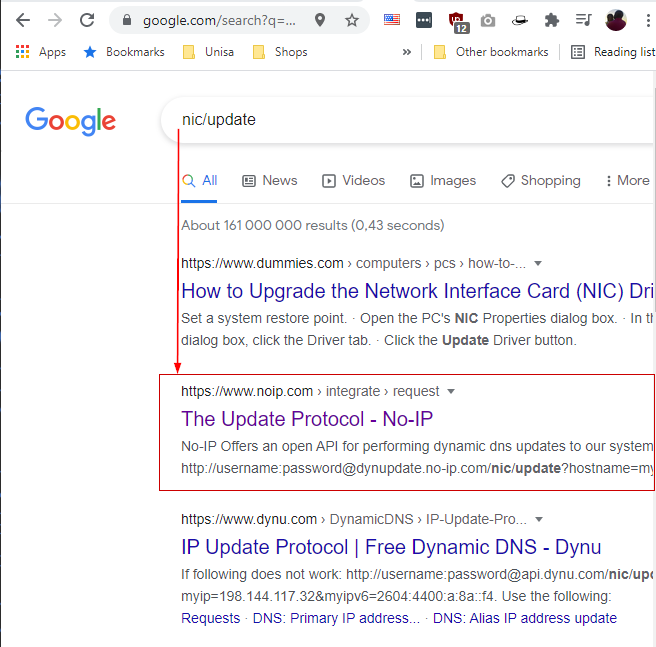 google.com/search?q=...
12
Apps
Bookmarks
Unisa
Shops
»
Other bookmarks
Reading list
Google
nic/update
All
News
Videos
Images
Shopping
More
About 161 000 000 results (0,43 seconds)
https://www.dummies.com › computers › pcs › how-to-...
How to Upgrade the Network Interface Card (NIC) Dri
Set a system restore point. · Open the PC's NIC Properties dialog box. · In th
dialog box, click the Driver tab. · Click the Update Driver button.
https://www.noip.com › integrate › request
The Update Protocol - No-IP
No-IP Offers an open API for performing dynamic dns updates to our system
http://username:password@dynupdate.no-ip.com/nic/update?hostname=my
https://www.dynu.com › DynamicDNS › IP-Update-Pro...
IP Update Protocol | Free Dynamic DNS - Dynu
If following does not work: http://username:password@api.dynu.com/nic/upd
myip=198.144.117.32&myipv6=2604:4400:a:8a::f4. Use the following:
Requests · DNS: Primary IP address... · DNS: Alias IP address update